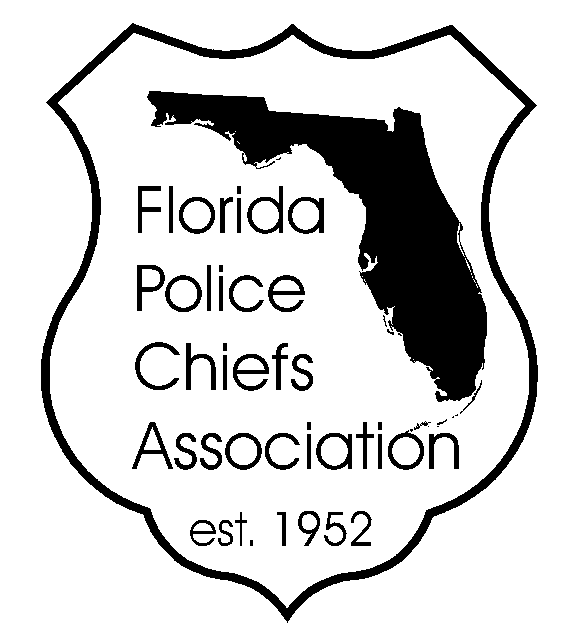 Florida
Police
Chiefs
Association
est. 1952